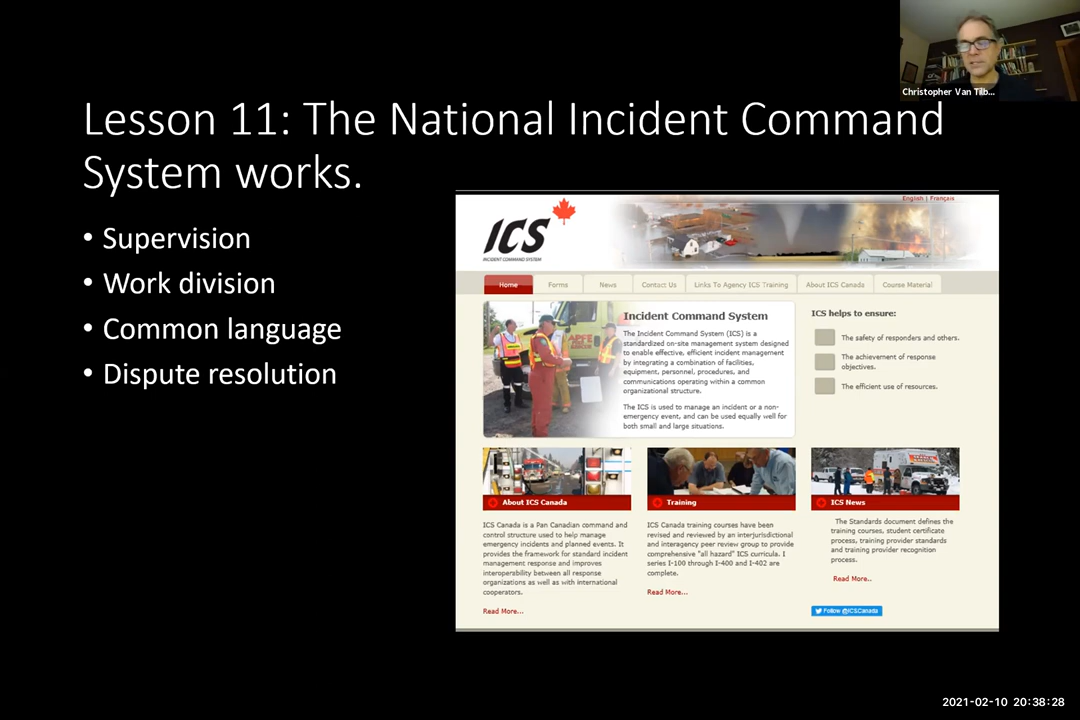 Christopher Van Tilb...
Lesson 11: The National Incident Command
System works.
• Supervision
• Work division
• Common language
• Dispute resolution
English | Français
ICS
INCIDENT COMMAND SYSTEM
Home
Forms
News
Contact Us
Links To Agency ICS Training
About ICS Canada
Course Material
Incident Command System
The Incident Command System (ICS) is a
standardized on-site management system designed
to enable effective, efficient incident management
by integrating a combination of facilities,
equipment, personnel, procedures, and
communications operating within a common
organizational structure.
The ICS is used to manage an incident or a non-
emergency event, and can be used equally well for
both small and large situations.
ICS helps to ensure:
The safety of responders and others.
The achievement of response
objectives.
The efficient use of resources.
About ICS Canada
ICS Canada is a Pan Canadian command and
control structure used to help manage
emergency incidents and planned events. It
provides the framework for standard incident
management response and improves
interoperability between all response
organizations as well as with international
cooperators.
Read More...
Training
ICS Canada training courses have been
revised and reviewed by an interjurisdictional
and interagency peer review group to provide
comprehensive "all hazard" ICS curricula. I
series I-100 through I-400 and I-402 are
complete.
Read More...
ICS News
The Standards document defines the
training courses, student certificate
process, training provider standards
and training provider recognition
process.
Read More..
Follow @ICSCanada
2021-02-10 20:38:28